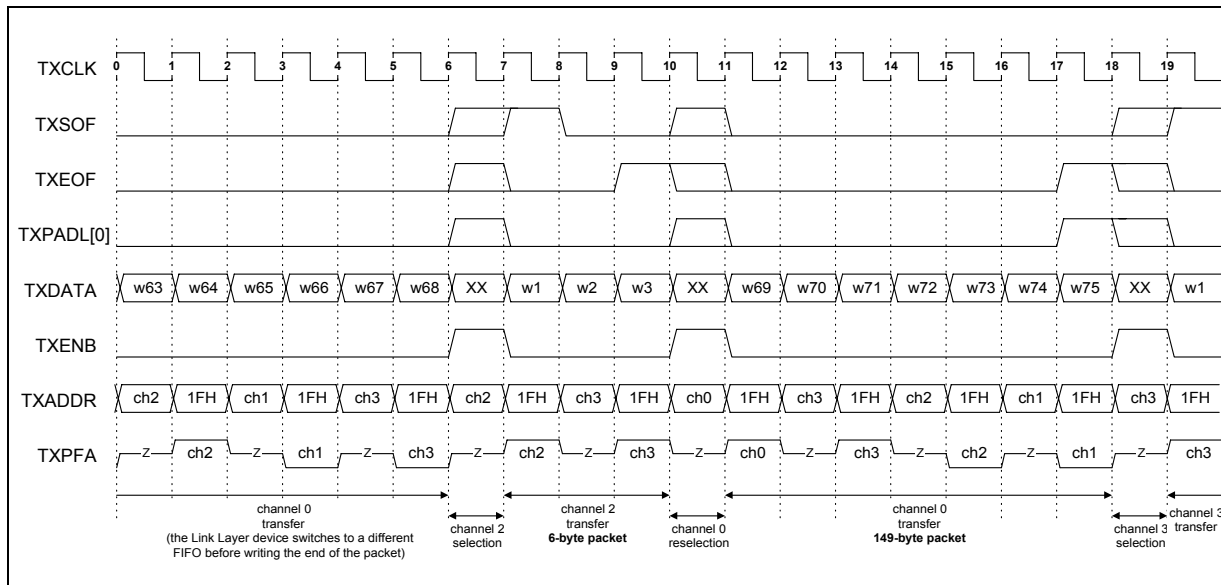 TXCLK 0 1 2 3 4 5 6 7 8 9 10 11 12 13 14 15 16 17 18 19
TXSOF
TXEOF
TXPADL[0]
TXDATA w63 w64 w65 w66 w67 w68 XX w1 w2 w3 XX w69 w70 w71 w72 w73 w74 w75 XX w1
TXENB
TXADDR ch2 1FH ch1 1FH ch3 1FH ch2 1FH ch3 1FH ch0 1FH ch3 1FH ch2 1FH ch1 1FH ch3 1FH
TXPFA Z ch2 Z ch1 Z ch3 Z ch2 Z ch3 Z ch0 Z ch3 Z ch2 Z ch1 Z ch3
channel 0
transfer
(the Link Layer device switches to a different
FIFO before writing the end of the packet)
channel 2
selection
channel 2
transfer
6-byte packet
channel 0
reselection
channel 0
transfer
149-byte packet
channel 3
selection
channel 3
transfer